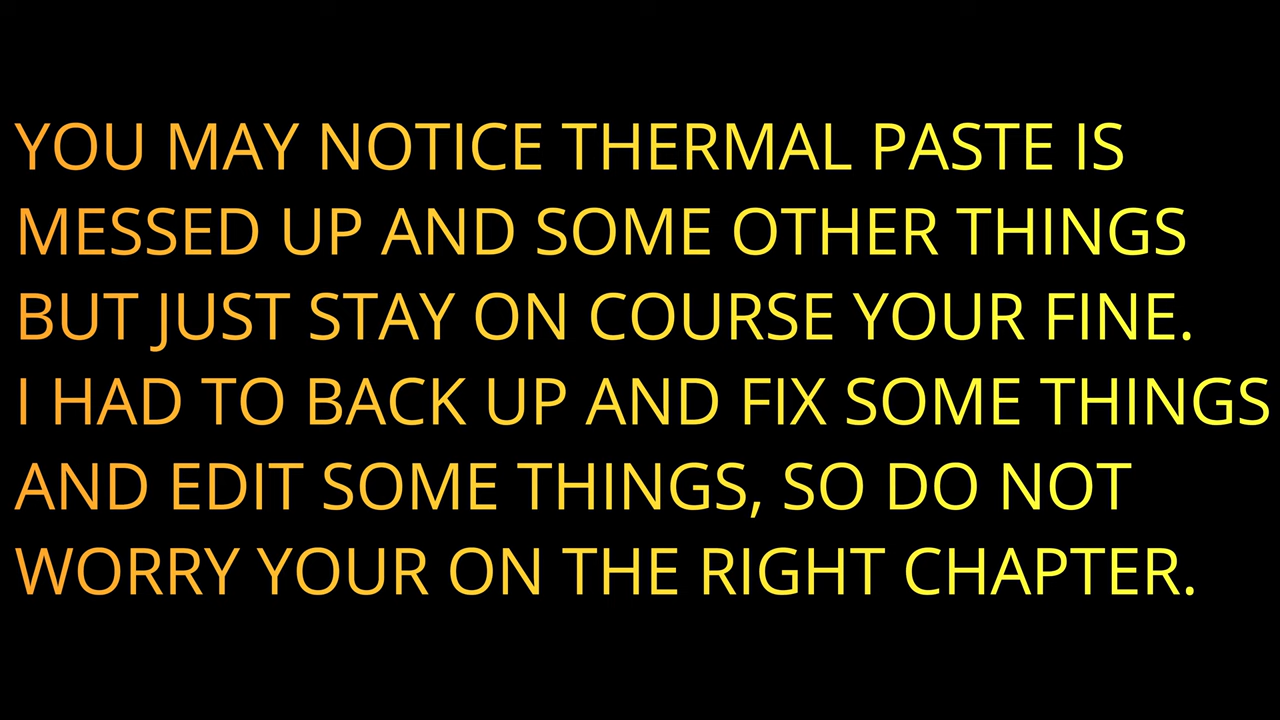 YOU MAY NOTICE THERMAL PASTE IS
MESSED UP AND SOME OTHER THINGS
BUT JUST STAY ON COURSE YOUR FINE.
I HAD TO BACK UP AND FIX SOME THINGS
AND EDIT SOME THINGS, SO DO NOT
WORRY YOUR ON THE RIGHT CHAPTER.